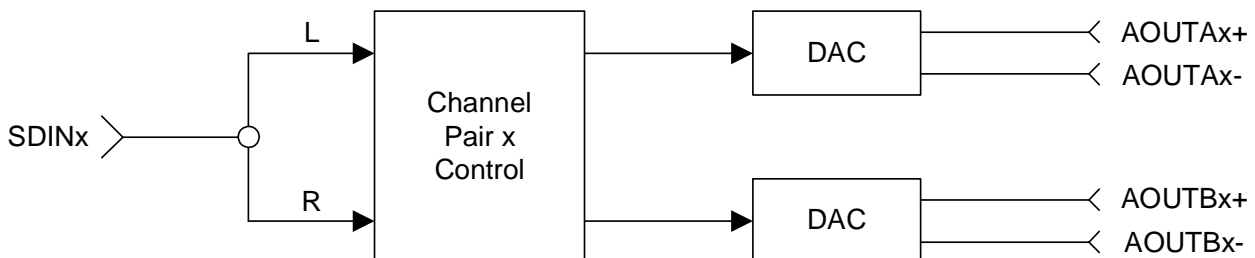 L
SDINx
R
Channel
Pair x
Control
DAC
AOUTAx+
AOUTAx-
DAC
AOUTBx+
AOUTBx-